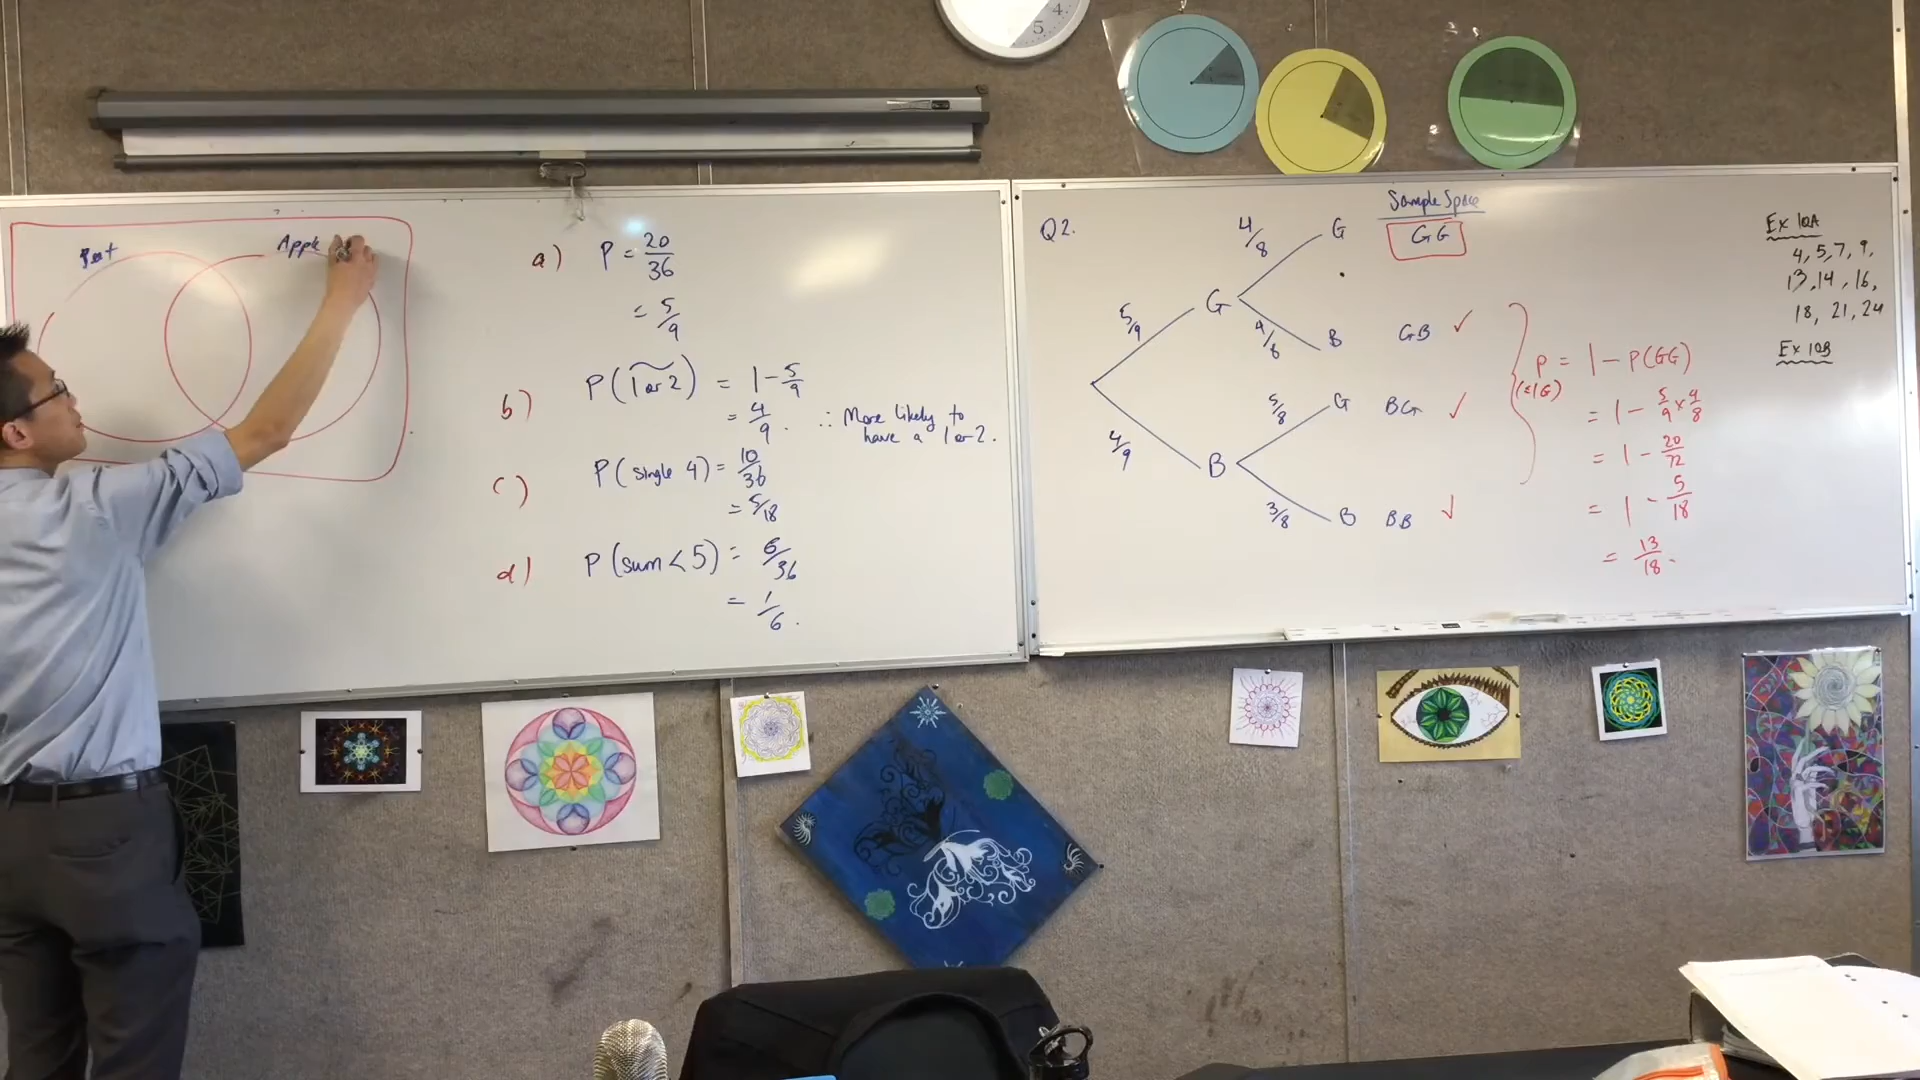 Apple
a) P = 20/36
= 5/9
b) P(1 or 2) = 1 - 5/9
= 4/9. ∴ More likely to
have a 1 or 2.
c) P(single 4) = 10/36
= 5/18
d) P(sum < 5) = 6/36
= 1/6.
Q2.
5/9 G
4/8 G
4/8 B
4/9 B
5/8 G
3/8 B
Sample Space
GG
GB ✓
BG ✓
BB ✓
P = 1 - P(GG)
= 1 - 5/9 × 4/8
= 1 - 20/72
= 1 - 5/18
= 13/18.
Ex 10A
4, 5, 7, 9,
13, 14, 16,
18, 21, 24
Ex 10B
4
5